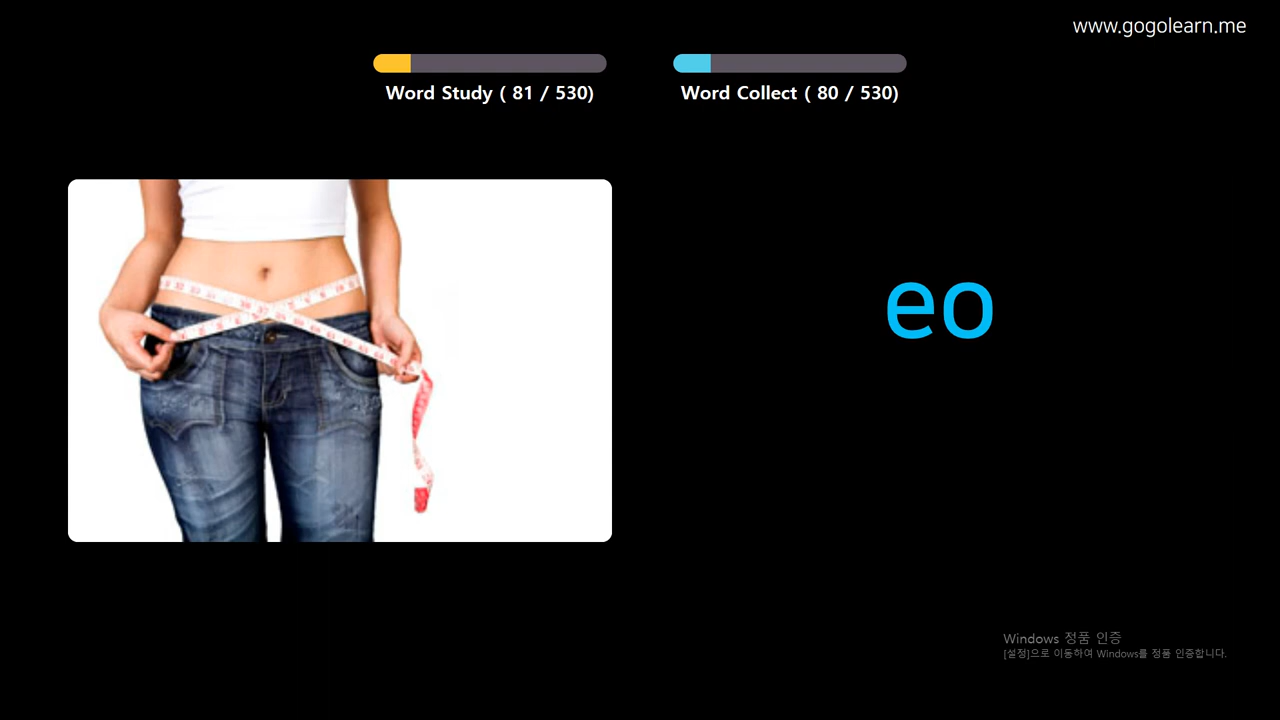 www.gogolearn.me
Word Study ( 81 / 530)
Word Collect ( 80 / 530)
eo
Windows 정품 인증
[설정]으로 이동하여 Windows를 정품 인증합니다.